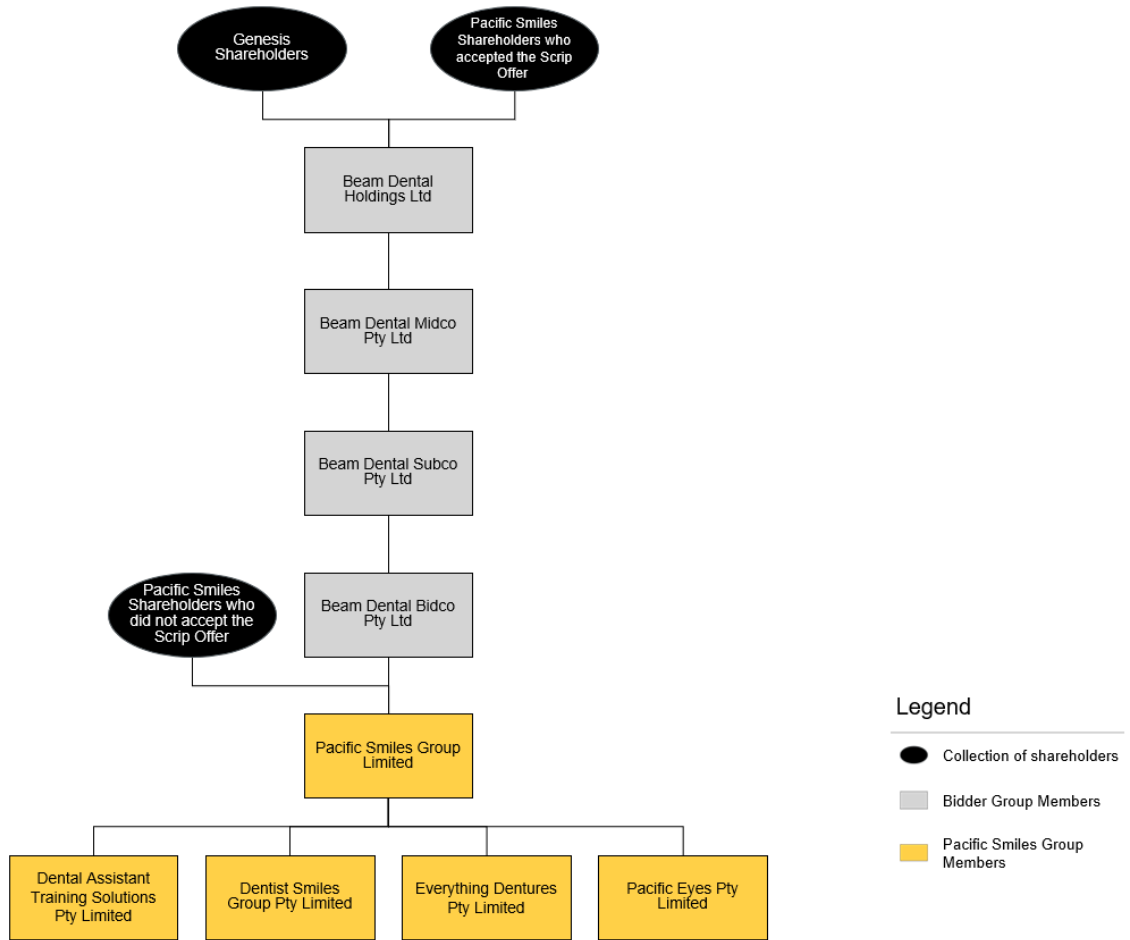 Genesis
Shareholders
Pacific Smiles
Shareholders who
accepted the Scrip
Offer
Beam Dental
Holdings Ltd
Beam Dental Midco
Pty Ltd
Beam Dental Subco
Pty Ltd
Pacific Smiles
Shareholders who
did not accept the
Scrip Offer
Beam Dental Bidco
Pty Ltd
Pacific Smiles Group
Limited
Dental Assistant
Training Solutions
Pty Limited
Dentist Smiles
Group Pty Limited
Everything Dentures
Pty Limited
Pacific Eyes Pty
Limited
Legend
Collection of shareholders
Bidder Group Members
Pacific Smiles Group
Members